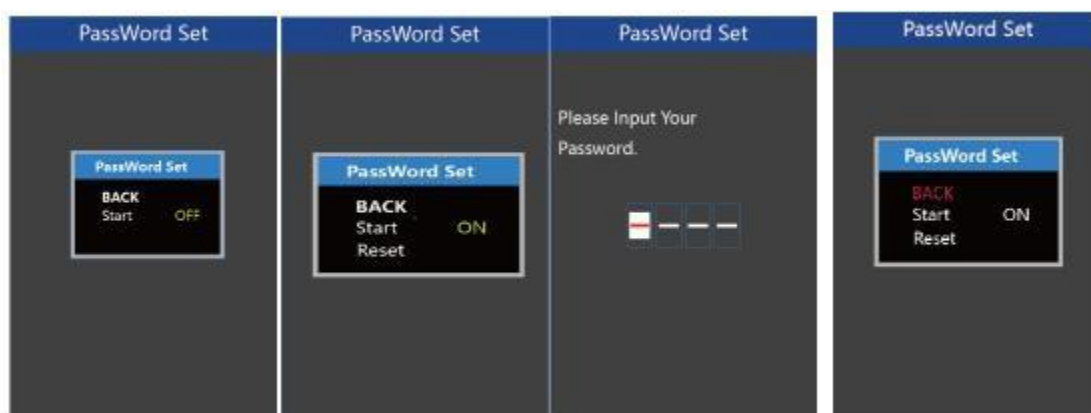 PassWord Set
PassWord Set
BACK
Start OFF
PassWord Set
PassWord Set
BACK
Start ON
Reset
PassWord Set
Please Input Your
Password.
PassWord Set
PassWord Set
BACK
Start ON
Reset